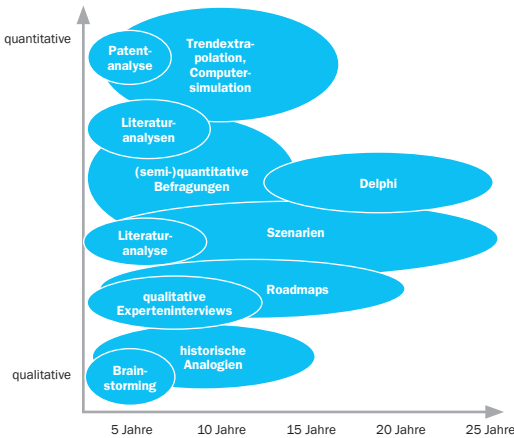 quantitative
Patent-
analyse
Trendextra-
polation,
Computer-
simulation
Literatur-
analysen
(semi-)quantitative
Befragungen
Delphi
Szenarien
Literatur-
analyse
Roadmaps
qualitative
Experteninterviews
historische
Analogien
qualitative
Brain-
storming
5 Jahre
10 Jahre
15 Jahre
20 Jahre
25 Jahre